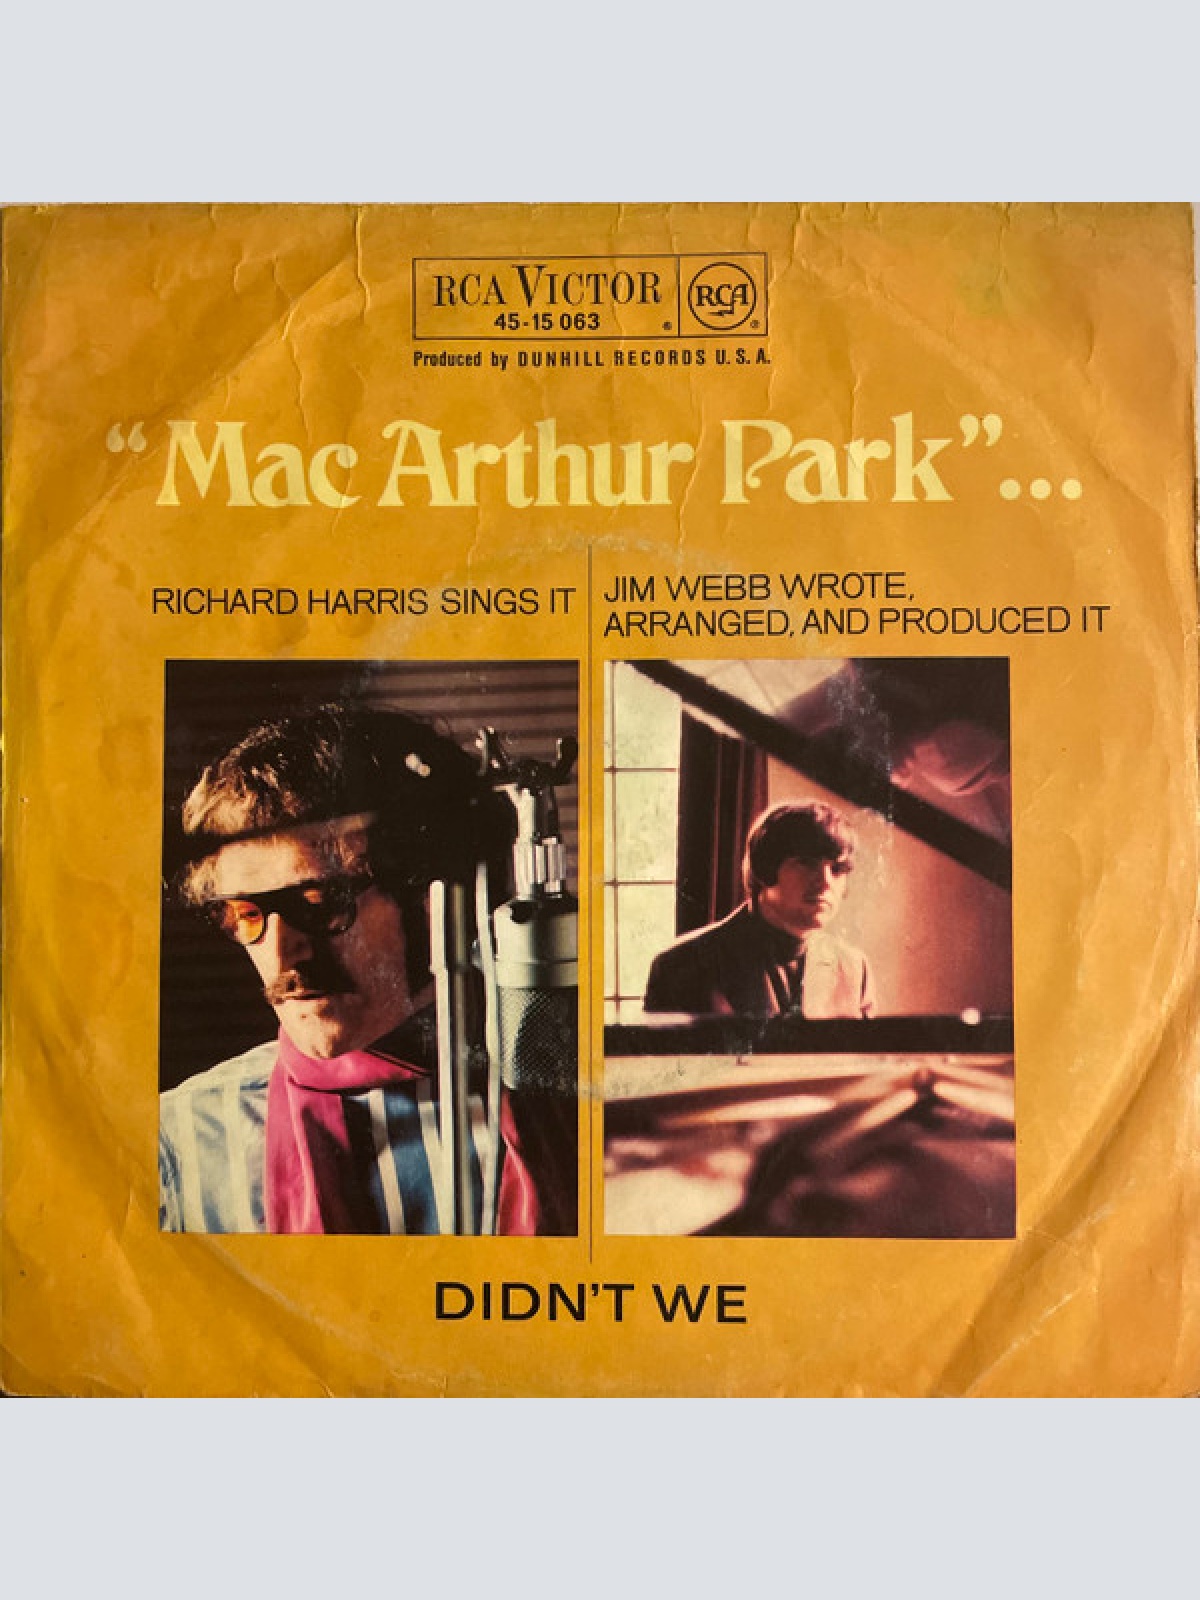 RCA VICTOR
45-15 063
RCA
Produced by DUNHILL RECORDS U.S.A.
“Mac Arthur Park”...
RICHARD HARRIS SINGS IT
JIM WEBB WROTE,
ARRANGED, AND PRODUCED IT
DIDN'T WE